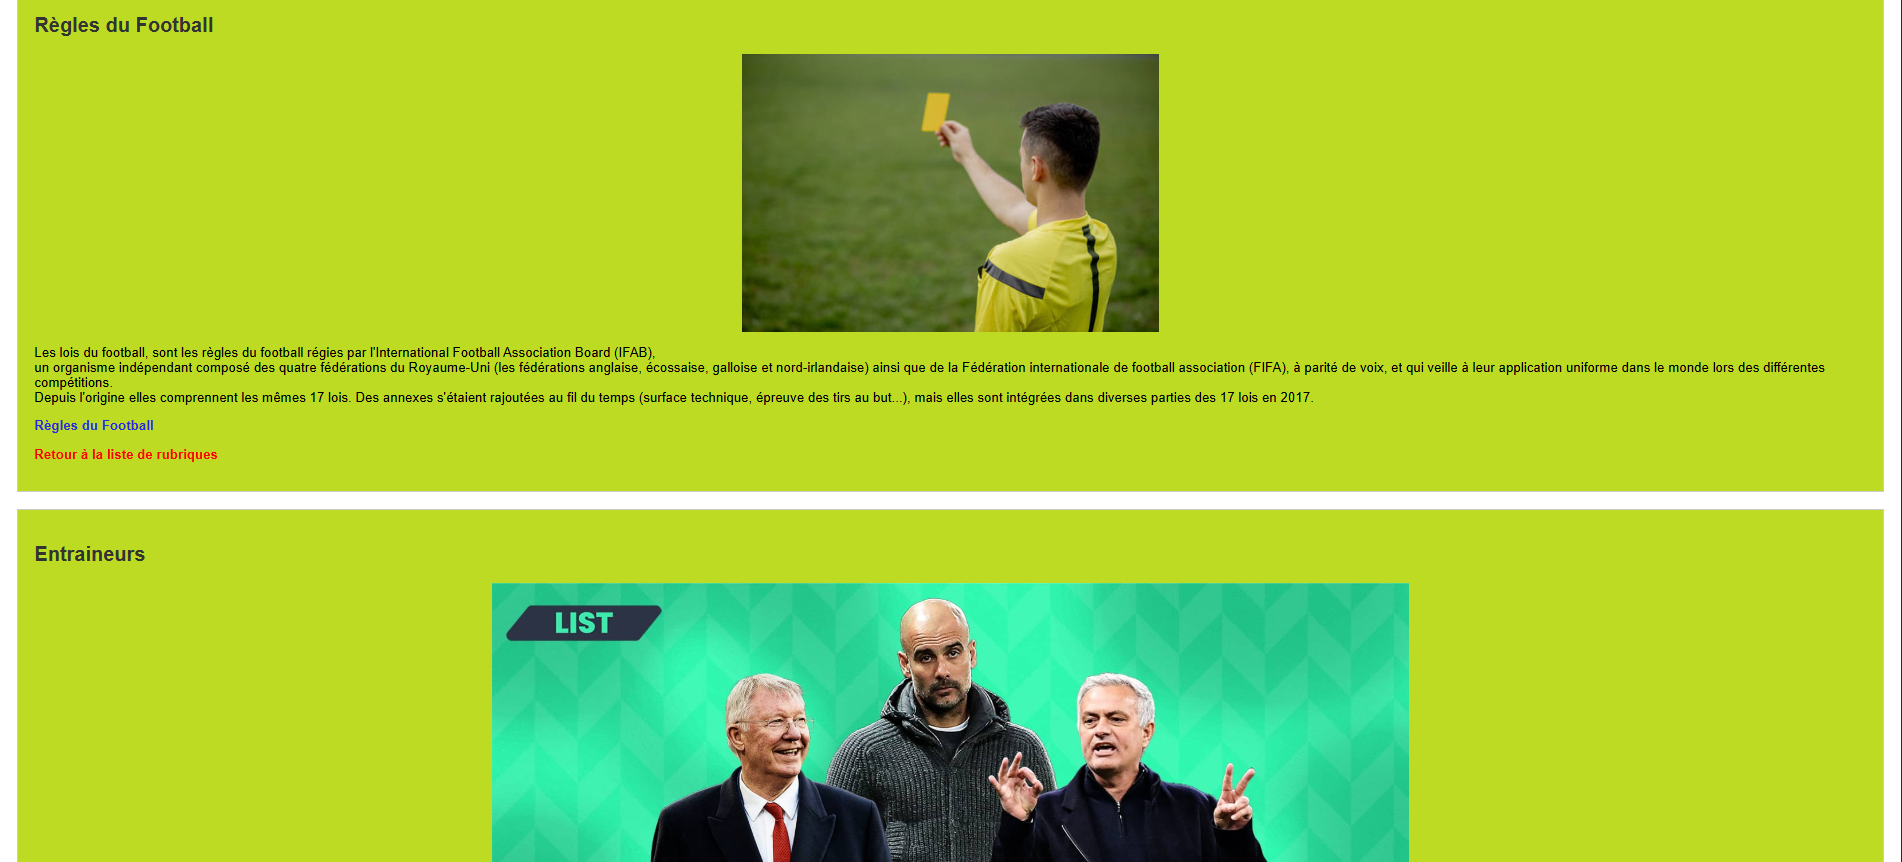 Règles du Football
Les lois du football, sont les règles du football régies par l'International Football Association Board (IFAB),
un organisme indépendant composé des quatre fédérations du Royaume-Uni (les fédérations anglaise, écossaise, galloise et nord-irlandaise) ainsi que de la Fédération internationale de football association (FIFA), à parité de voix, et qui veille à leur application uniforme dans le monde lors des différentes
compétitions.
Depuis l'origine elles comprennent les mêmes 17 lois. Des annexes s'étaient rajoutées au fil du temps (surface technique, épreuve des tirs au but...), mais elles sont intégrées dans diverses parties des 17 lois en 2017.
Règles du Football
Retour à la liste de rubriques
Entraineurs
LIST